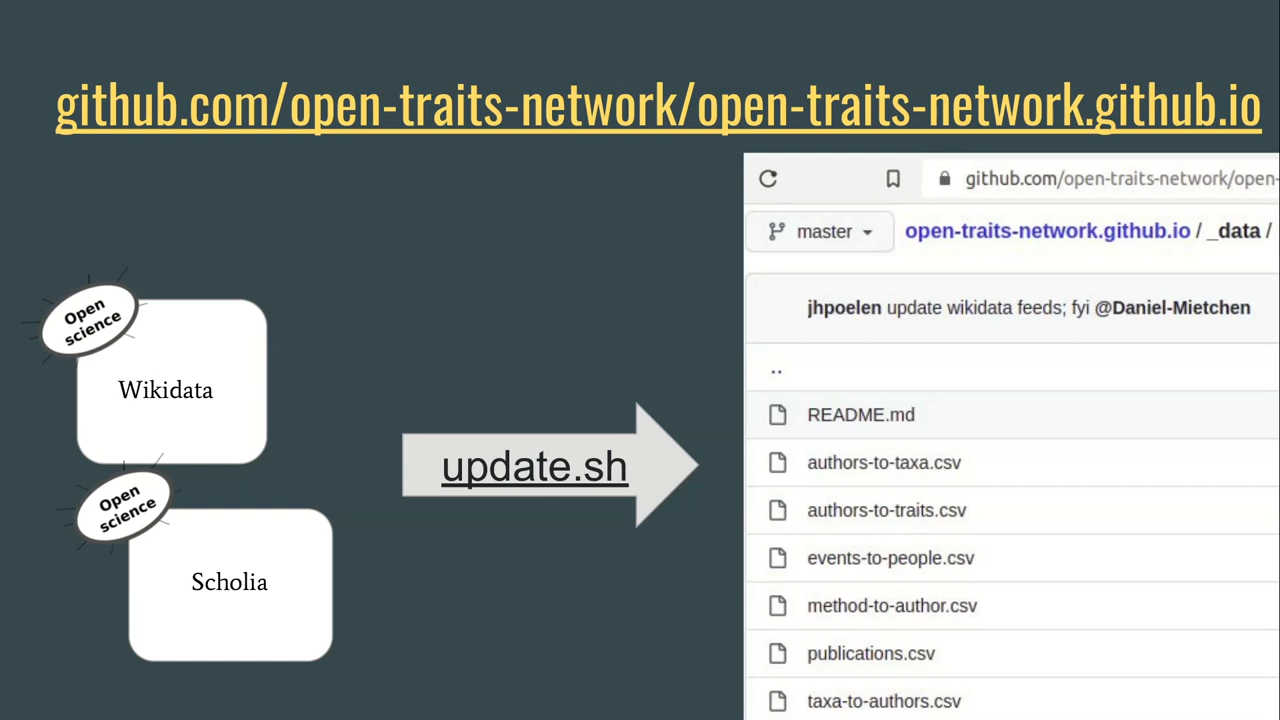 github.com/open-traits-network/open-traits-network.github.io
Open
science
Wikidata
Open
science
Scholia
update.sh
github.com/open-traits-network/open-
master
open-traits-network.github.io / _data /
jhpoelen update wikidata feeds; fyi @Daniel-Mietchen
..
README.md
authors-to-taxa.csv
authors-to-traits.csv
events-to-people.csv
method-to-author.csv
publications.csv
taxa-to-authors.csv